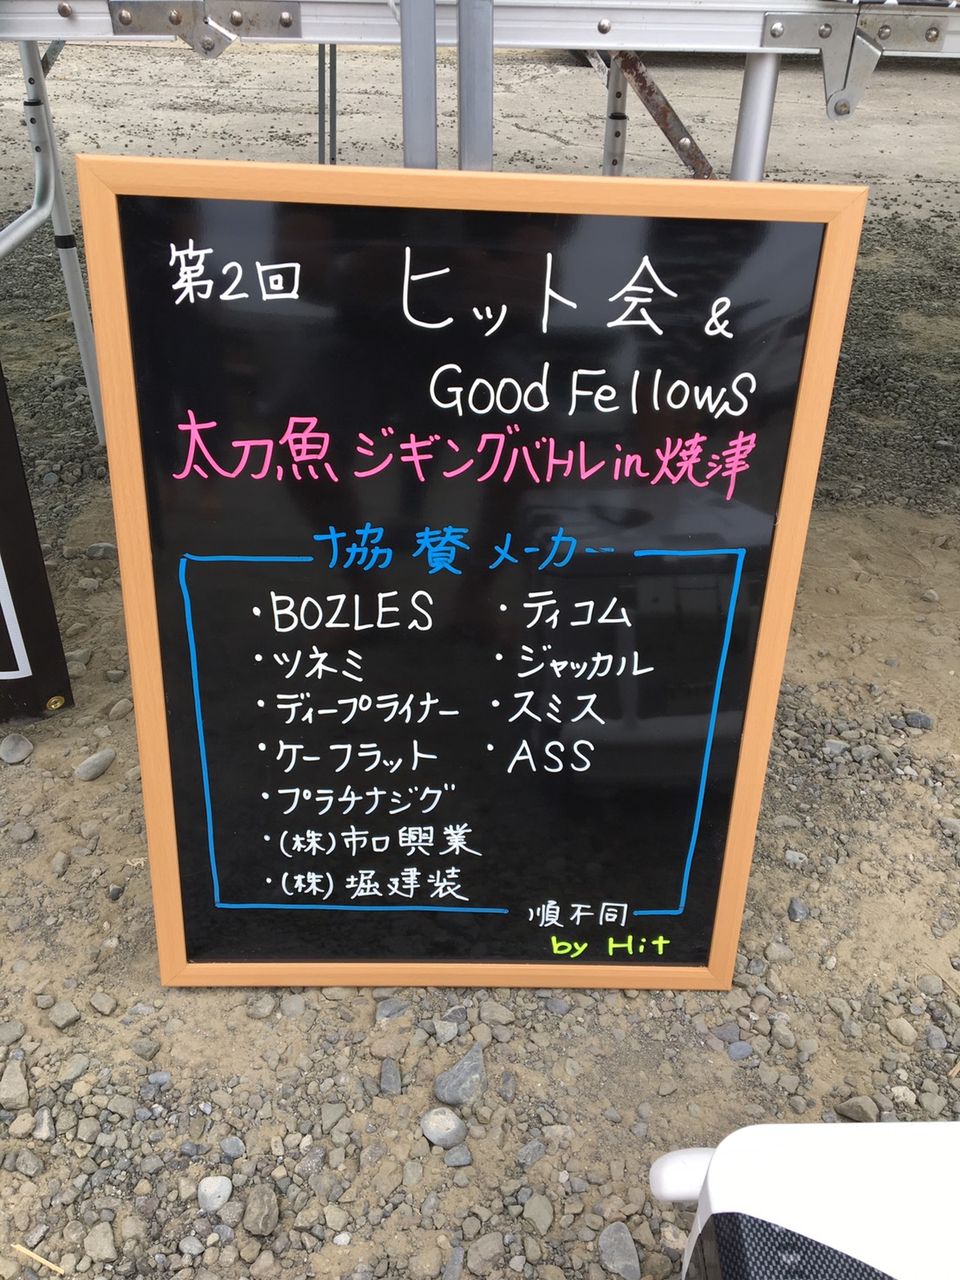 第2回 ヒット会 &
Good Fellows
太刀魚ジギングバトル in 焼津
協賛メーカー
・BOZLES
・ツネミ
・ディープライナー
・ケーフラット
・プラチナジグ
・(株)市口興業
・(株)堀建装
・ティコム
・ジャッカル
・スミス
・ASS
順不同
by Hit